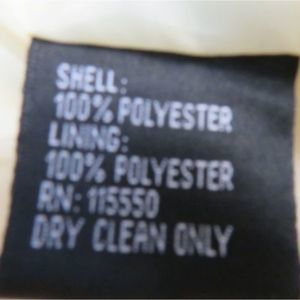 SHELL:
100% POLYESTER
LINING:
100% POLYESTER
RN: 115550
DRY CLEAN ONLY